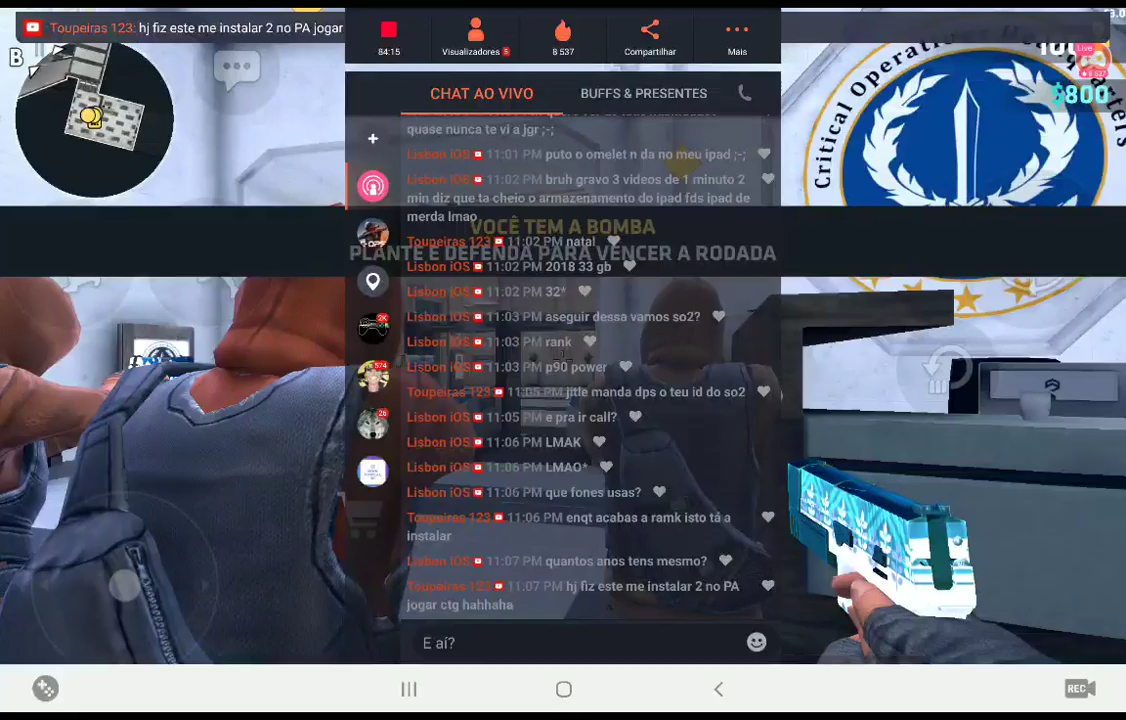 Toupeiras 123: hj fiz este me instalar 2 no PA jogar
84:15
Visualizadores 5
8 537
Compartilhar
Mais
Live
8 537
$800
B
Critical Operations
CHAT AO VIVO
BUFFS & PRESENTES
quase nunca te vi a jgr ;-;
Lisbon iOS 11:01 PM puto o omelet n da no meu ipad ;-;
Lisbon iOS 11:02 PM bruh gravo 3 videos de 1 minuto 2
min diz que ta cheio o armazenamento do ipad fds ipad de
merda lmao
VOCÊ TEM A BOMBA
Toupeiras 123 11:02 PM natal
PLANTE E DEFENDA PARA VENCER A RODADA
Lisbon iOS 11:02 PM 2018 33 gb
Lisbon iOS 11:02 PM 32*
Lisbon iOS 11:03 PM aseguir dessa vamos so2?
2K
Lisbon iOS 11:03 PM rank
Lisbon iOS 11:03 PM p90 power
574
Toupeiras 123 11:05 PM jitle manda dps o teu id do so2
Lisbon iOS 11:05 PM e pra ir call?
26
Lisbon iOS 11:06 PM LMAK
Lisbon iOS 11:06 PM LMAO*
Lisbon iOS 11:06 PM que fones usas?
Toupeiras 123 11:06 PM enqt acabas a ramk isto tá a
instalar
Lisbon iOS 11:07 PM quantos anos tens mesmo?
Toupeiras 123 11:07 PM hj fiz este me instalar 2 no PA
jogar ctg hahhaha
E aí?
REC